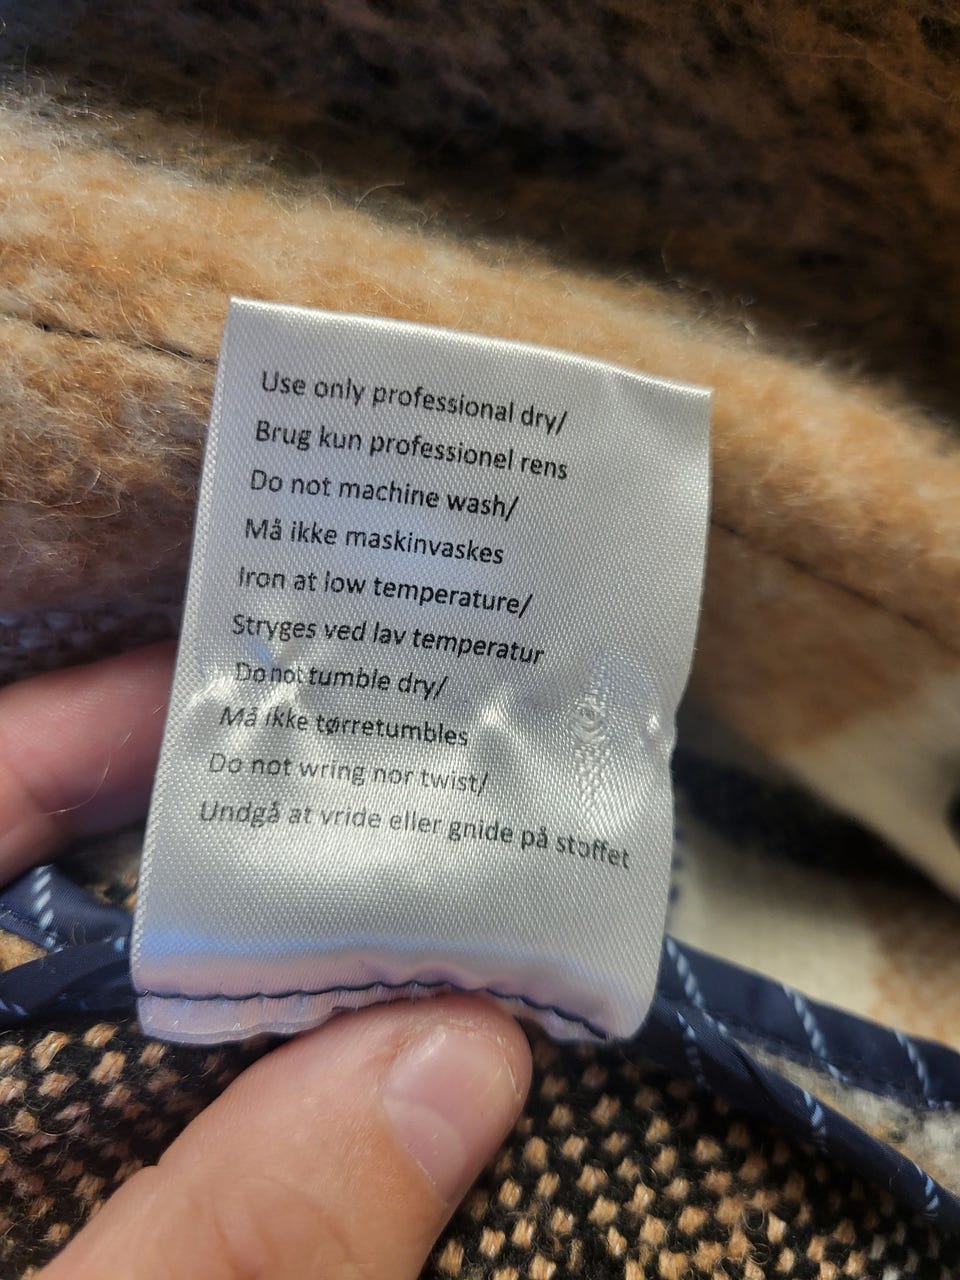 Use only professional dry/
Brug kun professionel rens
Do not machine wash/
Må ikke maskinvaskes
Iron at low temperature/
Stryges ved lav temperatur
Do not tumble dry/
Må ikke tørretumbles
Do not wring nor twist/
Undgå at vride eller gnide på stoffet